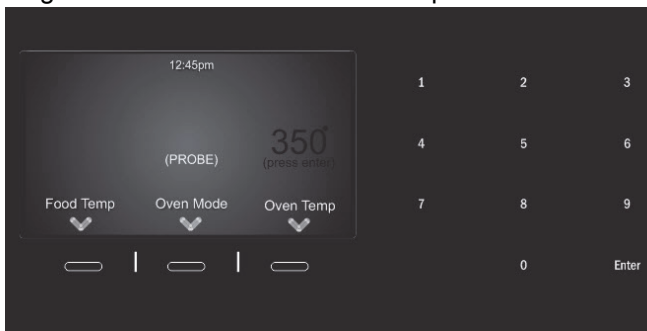 12:45pm
1 2 3
350°
4 5 6
(PROBE)
(press enter)
Food Temp Oven Mode Oven Temp
7 8 9
0 Enter